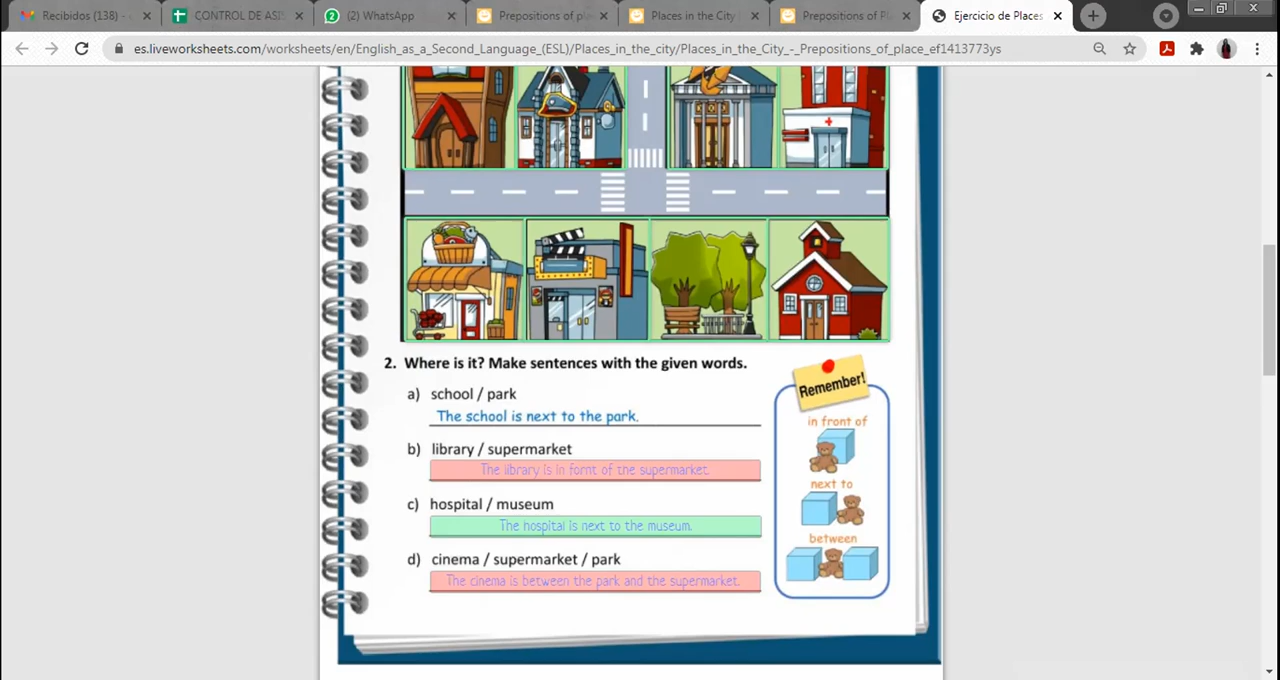 Recibidos (138) - 
CONTROL DE ASI
2
(2) WhatsApp
Prepositions of pla
Places in the City
Prepositions of Pl
Ejercicio de Places
es.liveworksheets.com/worksheets/en/English_as_a_Second_Language_(ESL)/Places_in_the_city/Places_in_the_City_-_Prepositions_of_place_ef1413773ys
2. Where is it? Make sentences with the given words.
a) school / park
The school is next to the park.
b) library / supermarket
The library is in fornt of the supermarket.
c) hospital / museum
The hospital is next to the museum.
d) cinema / supermarket / park
The cinema is between the park and the supermarket.
Remember!
in front of
next to
between